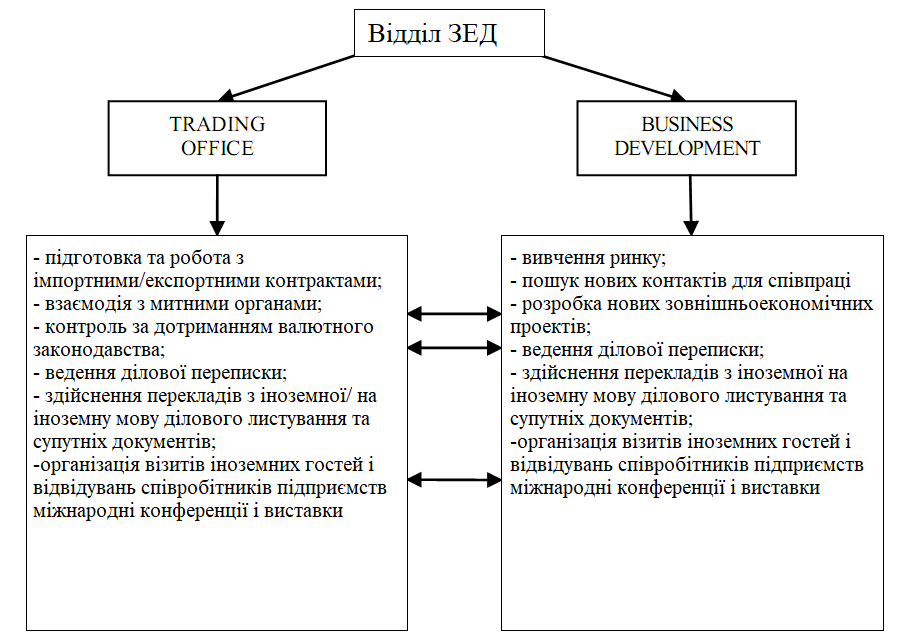 Відділ ЗЕД
TRADING
OFFICE
BUSINESS
DEVELOPMENT
- підготовка та робота з
імпортними/експортними контрактами;
- взаємодія з митними органами;
- контроль за дотриманням валютного
законодавства;
- ведення ділової переписки;
- здійснення перекладів з іноземної/ на
іноземну мову ділового листування та
супутніх документів;
-організація візитів іноземних гостей і
відвідувань співробітників підприємств
міжнародні конференції і виставки
- вивчення ринку;
- пошук нових контактів для співпраці
- розробка нових зовнішньоекономічних
проектів;
- ведення ділової переписки;
- здійснення перекладів з іноземної на
іноземну мову ділового листування та
супутніх документів;
-організація візитів іноземних гостей і
відвідувань співробітників підприємств
міжнародні конференції і виставки